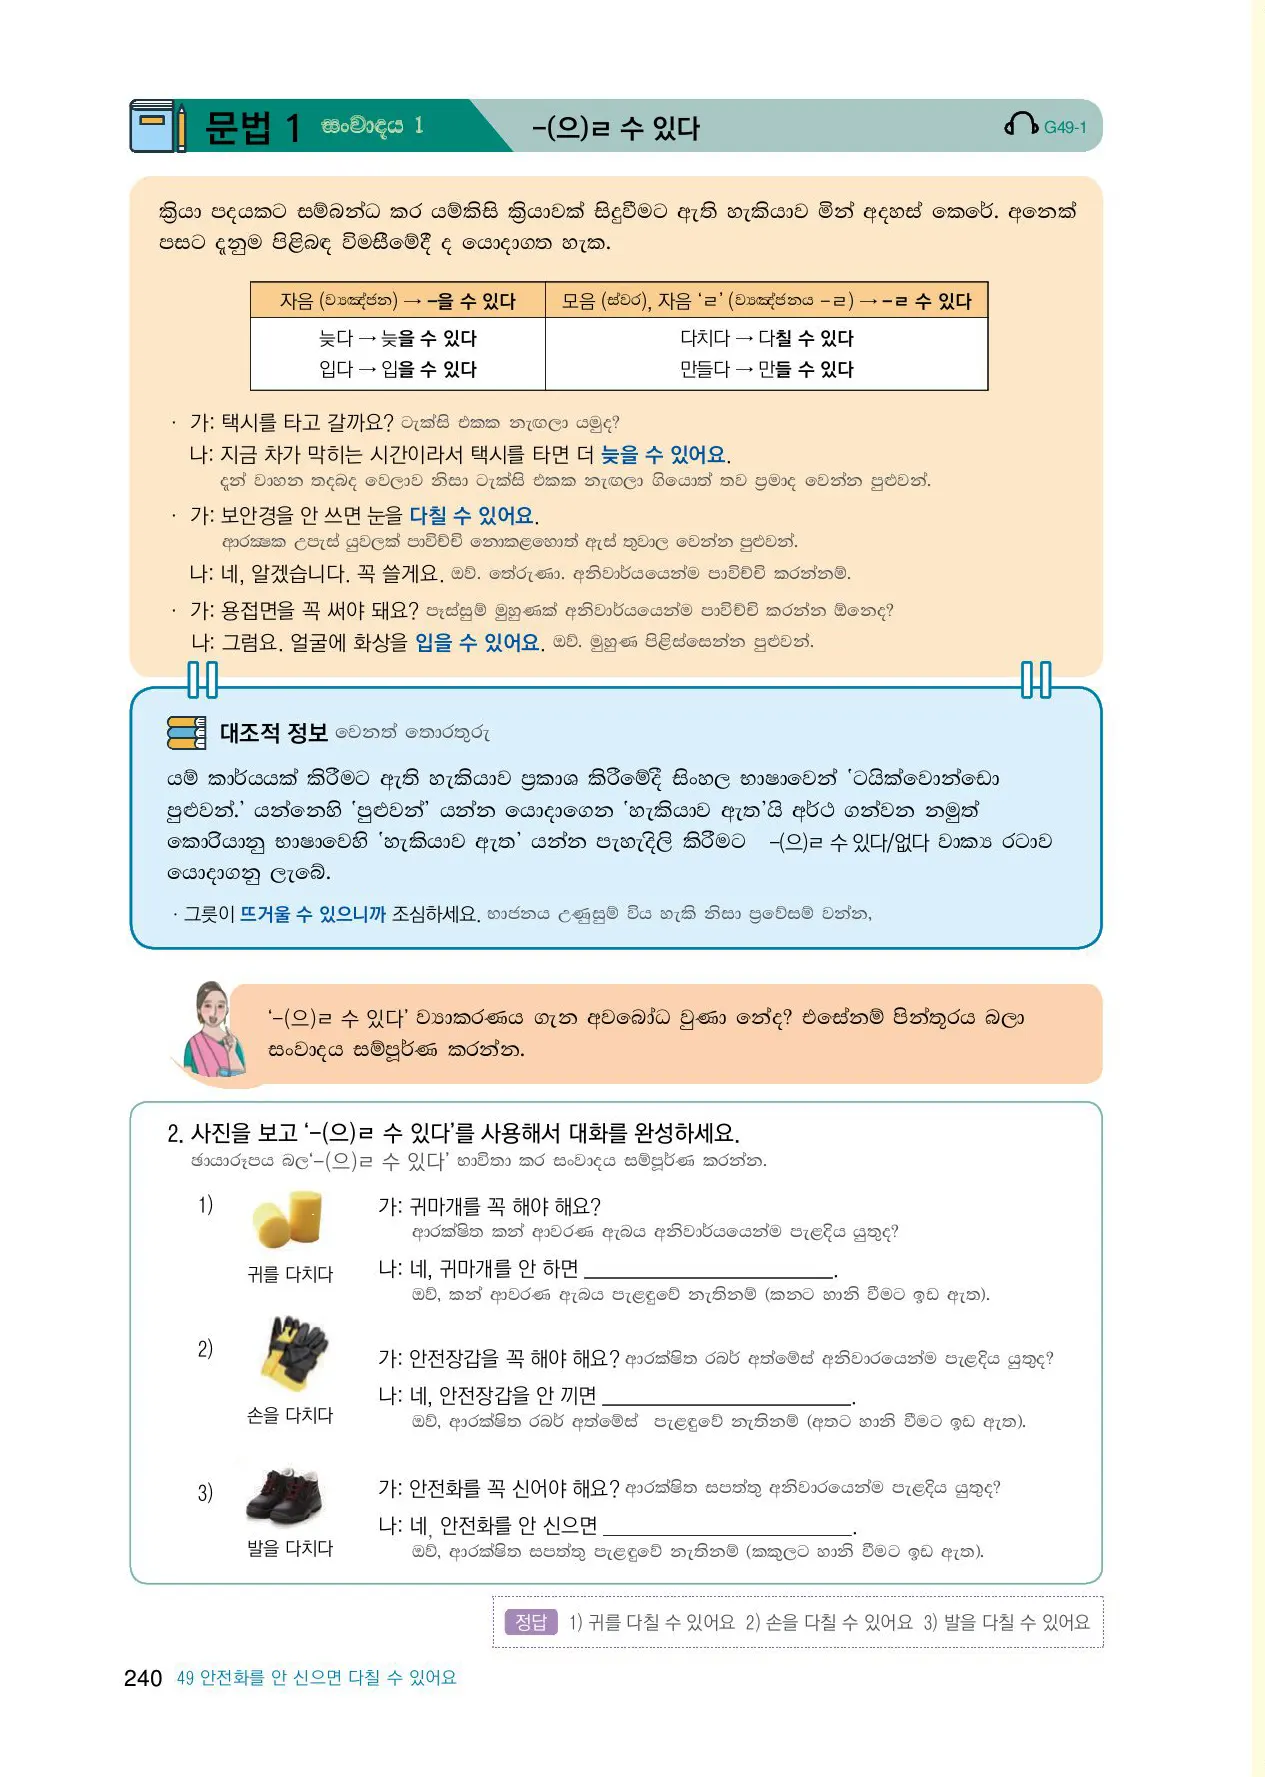 문법 1 සංවාදය 1 -(으)ㄹ 수 있다 G49-1
ක්‍රියා පදයකට සම්බන්ධ කර යම්කිසි ක්‍රියාවක් සිදුවීමට ඇති හැකියාව මින් අදහස් කෙරේ. අනෙක්
පසට දැනුම පිළිබඳ විමසීමේදී ද යොදාගත හැක.
자음 (ව්‍යඤ්ජන) → -을 수 있다 모음 (ස්වර), 자음 ‘ㄹ’ (ව්‍යඤ්ජනය -ㄹ) → -ㄹ 수 있다
늦다 → 늦을 수 있다 다치다 → 다칠 수 있다
입다 → 입을 수 있다 만들다 → 만들 수 있다
· 가: 택시를 타고 갈까요? ටැක්සි එකක නැඟලා යමුද?
나: 지금 차가 막히는 시간이라서 택시를 타면 더 늦을 수 있어요.
දැන් වාහන තදබද වෙලාව නිසා ටැක්සි එකක නැඟලා ගියොත් තව ප්‍රමාද වෙන්න පුළුවන්.
· 가: 보안경을 안 쓰면 눈을 다칠 수 있어요.
ආරක්‍ෂක උපැස් යුවලක් පාවිච්චි නොකළහොත් ඇස් තුවාල වෙන්න පුළුවන්.
나: 네, 알겠습니다. 꼭 쓸게요. ඔව්. තේරුණා. අනිවාර්යයෙන්ම පාවිච්චි කරන්නම්.
· 가: 용접면을 꼭 써야 돼요? පෑස්සුම් මුහුණක් අනිවාර්යයෙන්ම පාවිච්චි කරන්න ඕනෙද?
나: 그럼요. 얼굴에 화상을 입을 수 있어요. ඔව්. මුහුණ පිළිස්සෙන්න පුළුවන්.
대조적 정보 වෙනත් තොරතුරු
යම් කාර්යයක් කිරීමට ඇති හැකියාව ප්‍රකාශ කිරීමේදී සිංහල භාෂාවෙන් ‘ටයික්වොන්ඩෝ
පුළුවන්.’ යන්නෙහි ‘පුළුවන්’ යන්න යොදාගෙන ‘හැකියාව ඇත’යි අර්ථ ගන්වන නමුත්
කොරියානු භාෂාවෙහි ‘හැකියාව ඇත’ යන්න පැහැදිලි කිරීමට -(으)ㄹ 수 있다/없다 වාක්‍ය රටාව
යොදාගනු ලැබේ.
· 그릇이 뜨거울 수 있으니까 조심하세요. භාජනය උණුසුම් විය හැකි නිසා ප්‍රවේසම් වන්න,
‘-(으)ㄹ 수 있다’ ව්‍යාකරණය ගැන අවබෝධ වුණා නේද? එසේනම් පින්තූරය බලා
සංවාදය සම්පූර්ණ කරන්න.
2. 사진을 보고 ‘-(으)ㄹ 수 있다’를 사용해서 대화를 완성하세요.
ඡායාරූපය බල‘-(으)ㄹ 수 있다’ භාවිතා කර සංවාදය සම්පූර්ණ කරන්න.
1) 가: 귀마개를 꼭 해야 해요?
ආරක්ෂිත කන් ආවරණ ඇබය අනිවාර්යයෙන්ම පැළදිය යුතුද?
귀를 다치다 나: 네, 귀마개를 안 하면 ____________.
ඔව්, කන් ආවරණ ඇබය පැළඳුවේ නැතිනම් (කනට හානි වීමට ඉඩ ඇත).
2) 가: 안전장갑을 꼭 해야 해요? ආරක්ෂිත රබර් අත්මේස් අනිවාරයෙන්ම පැළදිය යුතුද?
손을 다치다 나: 네, 안전장갑을 안 끼면 ____________.
ඔව්, ආරක්ෂිත රබර් අත්මේස් පැළඳුවේ නැතිනම් (අතට හානි වීමට ඉඩ ඇත).
3) 가: 안전화를 꼭 신어야 해요? ආරක්ෂිත සපත්තු අනිවාරයෙන්ම පැළදිය යුතුද?
발을 다치다 나: 네, 안전화를 안 신으면 ____________.
ඔව්, ආරක්ෂිත සපත්තු පැළඳුවේ නැතිනම් (කකුලට හානි වීමට ඉඩ ඇත).
정답 1) 귀를 다칠 수 있어요 2) 손을 다칠 수 있어요 3) 발을 다칠 수 있어요
240 49 안전화를 안 신으면 다칠 수 있어요